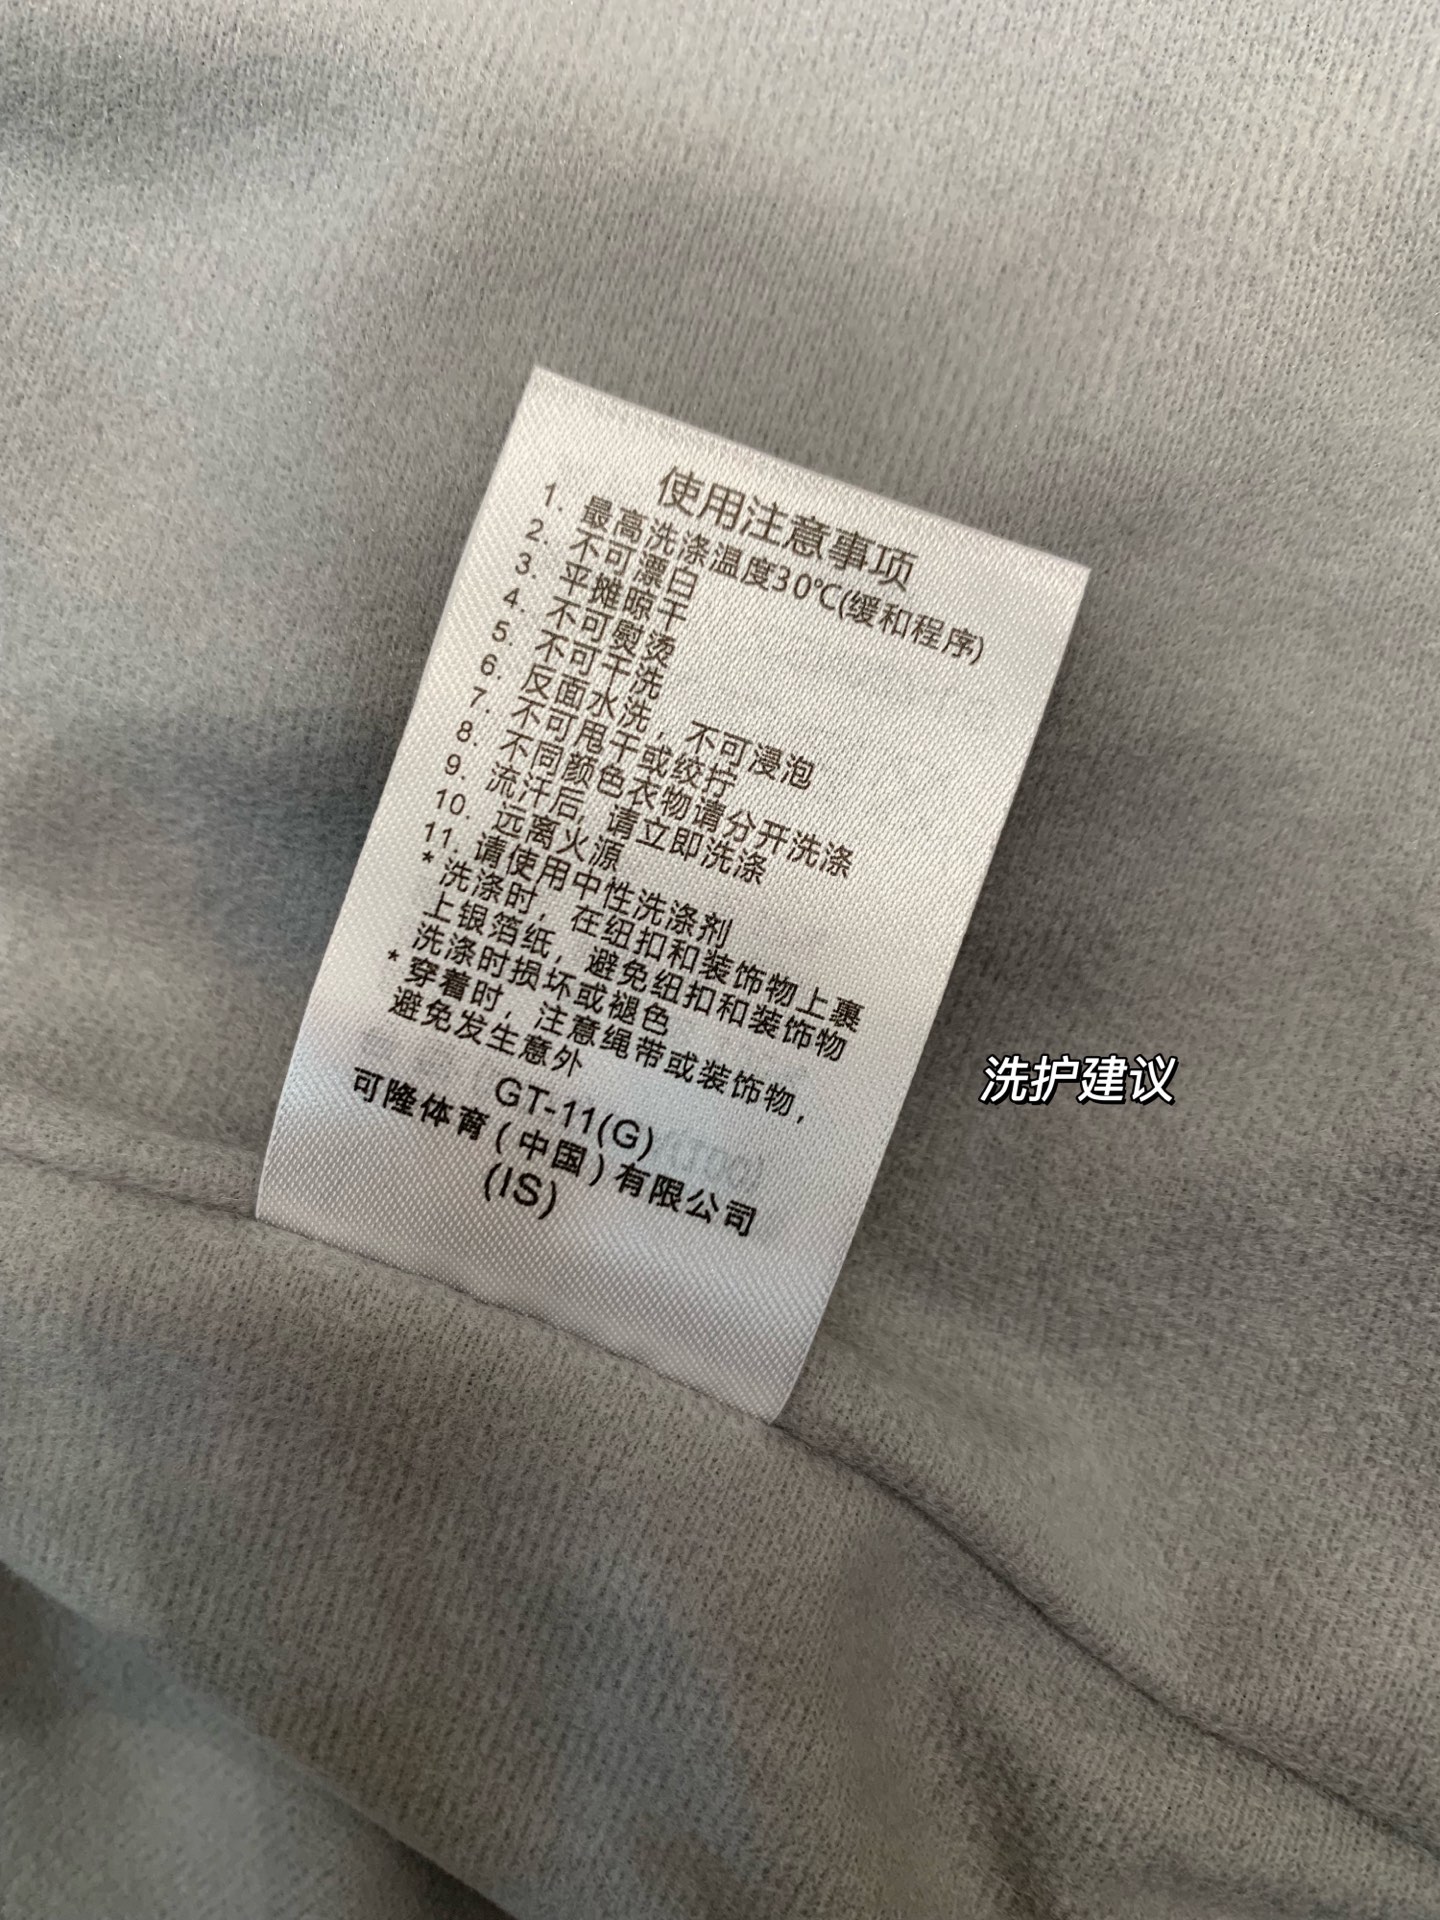 使用注意事项
1. 最高洗涤温度30℃(缓和程序)
2. 不可漂白
3. 平摊晾干
4. 不可熨烫
5. 不可干洗
6. 反面水洗，不可浸泡
7. 不可甩干或绞拧
8. 不同颜色衣物请分开洗涤
9. 流汗后，请立即洗涤
10. 远离火源
11. 请使用中性洗涤剂
*洗涤时，在纽扣和装饰物上裹
上银箔纸，避免纽扣和装饰物
洗涤时损坏或褪色
*穿着时，注意绳带或装饰物，
避免发生意外
GT-11(G)
可隆体育(中国)有限公司
(IS)
洗护建议